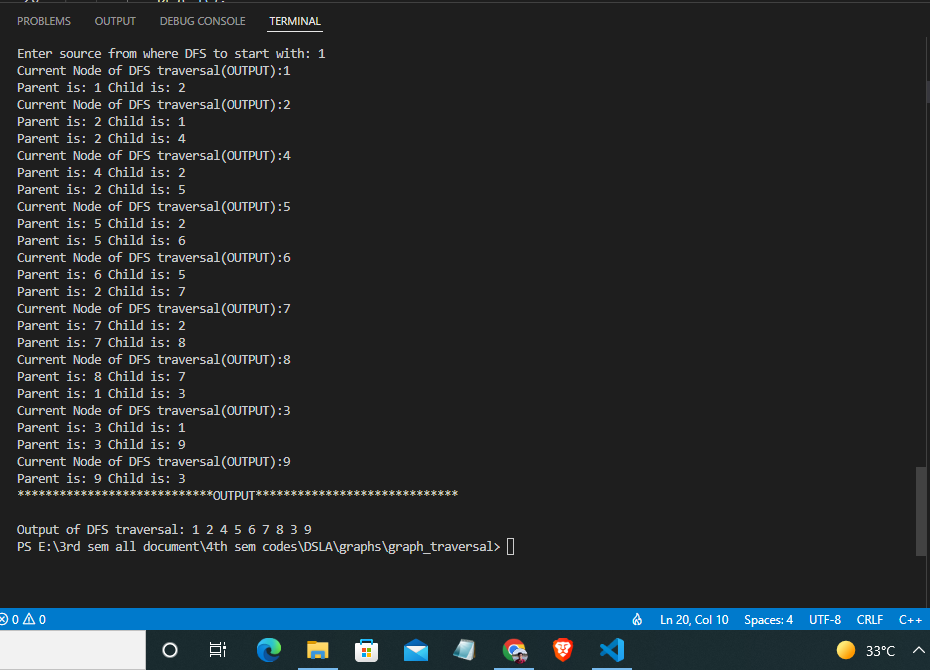 PROBLEMS OUTPUT DEBUG CONSOLE TERMINAL
Enter source from where DFS to start with: 1
Current Node of DFS traversal(OUTPUT):1
Parent is: 1 Child is: 2
Current Node of DFS traversal(OUTPUT):2
Parent is: 2 Child is: 1
Parent is: 2 Child is: 4
Current Node of DFS traversal(OUTPUT):4
Parent is: 4 Child is: 2
Parent is: 2 Child is: 5
Current Node of DFS traversal(OUTPUT):5
Parent is: 5 Child is: 2
Parent is: 5 Child is: 6
Current Node of DFS traversal(OUTPUT):6
Parent is: 6 Child is: 5
Parent is: 2 Child is: 7
Current Node of DFS traversal(OUTPUT):7
Parent is: 7 Child is: 2
Parent is: 7 Child is: 8
Current Node of DFS traversal(OUTPUT):8
Parent is: 8 Child is: 7
Parent is: 1 Child is: 3
Current Node of DFS traversal(OUTPUT):3
Parent is: 3 Child is: 1
Parent is: 3 Child is: 9
Current Node of DFS traversal(OUTPUT):9
Parent is: 9 Child is: 3
****************************OUTPUT*****************************
Output of DFS traversal: 1 2 4 5 6 7 8 3 9
PS E:\3rd sem all document\4th sem codes\DSLA\graphs\graph_traversal>
0 0 Ln 20, Col 10 Spaces: 4 UTF-8 CRLF C++
33°C